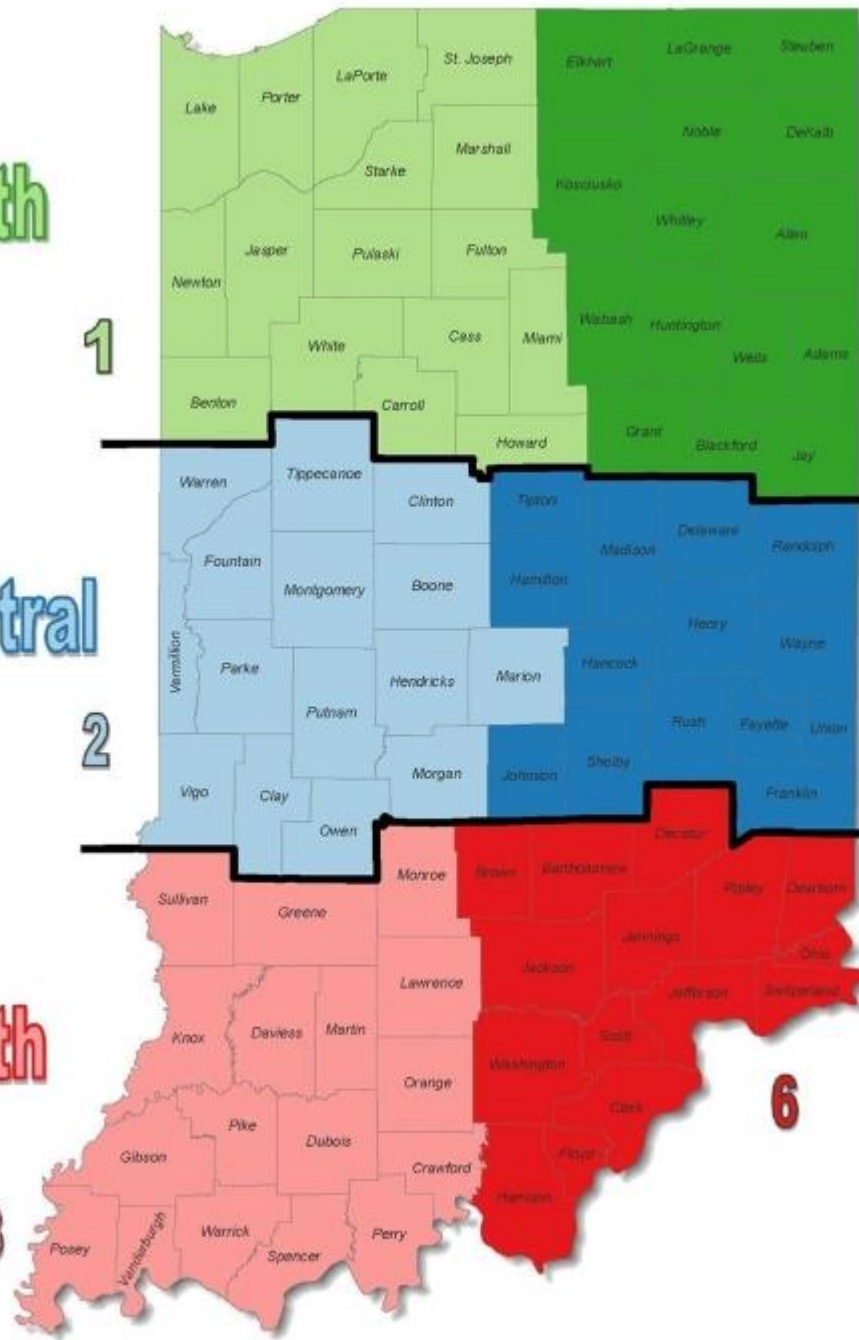 St. Joseph
Elkhart
LaGrange
Steuben
LaPorte
Lake
Porter
Noble
DeKalb
Marshall
Starke
Kosciusko
Whitley
Allen
th
Jasper
Pulaski
Fulton
Newton
1
White
Cass
Miami
Wabash
Huntington
Wells
Adams
Benton
Carroll
Howard
Grant
Blackford
Jay
Warren
Tippecanoe
Clinton
Tipton
Delaware
Madison
Randolph
Fountain
Montgomery
Boone
Hamilton
tral
Henry
Wayne
Vermillion
Parke
Hendricks
Marion
Hancock
2
Putnam
Rush
Fayette
Union
Vigo
Clay
Morgan
Johnson
Shelby
Franklin
Owen
Monroe
Brown
Bartholomew
Decatur
Ripley
Dearborn
Sullivan
Greene
Jennings
Ohio
Lawrence
Jackson
Jefferson
Switzerland
th
Knox
Daviess
Martin
Scott
Washington
Orange
6
Clark
Pike
Dubois
Gibson
Floyd
Crawford
Harrison
Posey
Vanderburgh
Warrick
Spencer
Perry